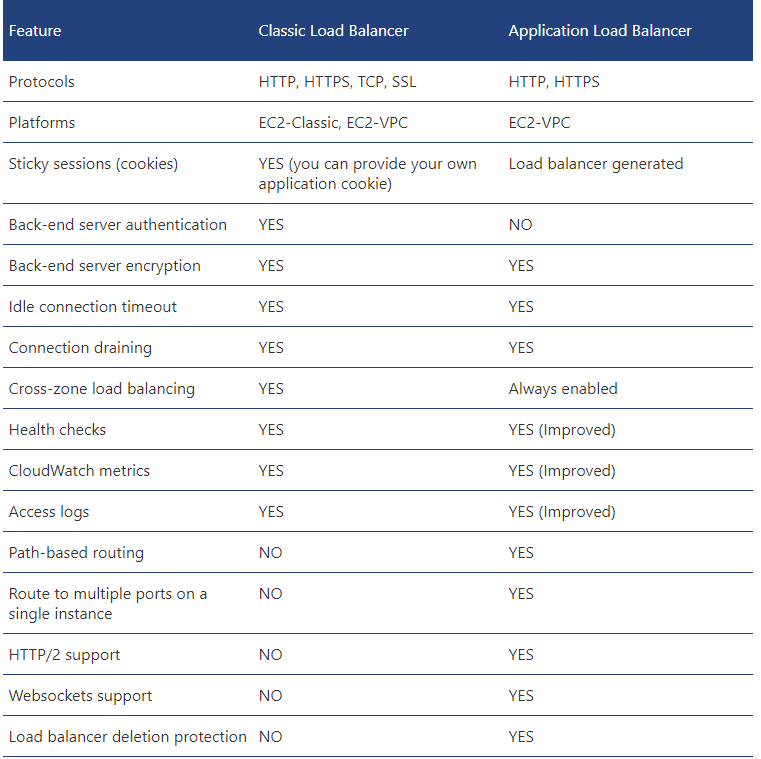 Feature Classic Load Balancer Application Load Balancer
Protocols HTTP, HTTPS, TCP, SSL HTTP, HTTPS
Platforms EC2-Classic, EC2-VPC EC2-VPC
Sticky sessions (cookies) YES (you can provide your own Load balancer generated
application cookie)
Back-end server authentication YES NO
Back-end server encryption YES YES
Idle connection timeout YES YES
Connection draining YES YES
Cross-zone load balancing YES Always enabled
Health checks YES YES (Improved)
CloudWatch metrics YES YES (Improved)
Access logs YES YES (Improved)
Path-based routing NO YES
Route to multiple ports on a NO YES
single instance
HTTP/2 support NO YES
Websockets support NO YES
Load balancer deletion protection NO YES